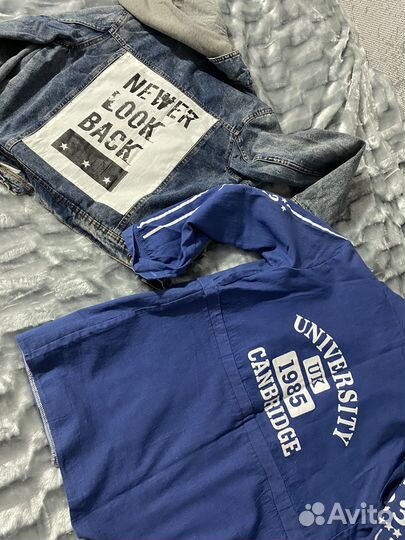 NEWER
LOOK
BACK
UNIVERSITY
UK
1985
CANBRIDGE
Avito